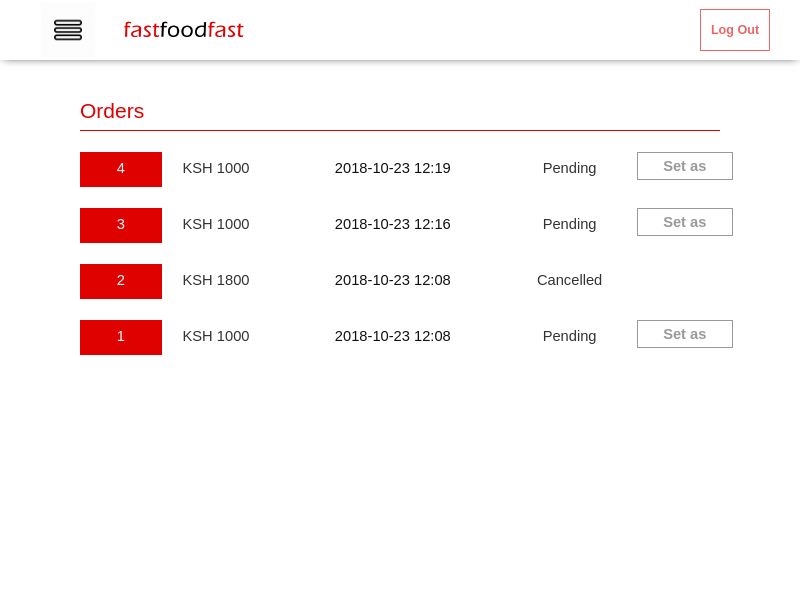 fastfoodfast Log Out
Orders
4 KSH 1000 2018-10-23 12:19 Pending Set as
3 KSH 1000 2018-10-23 12:16 Pending Set as
2 KSH 1800 2018-10-23 12:08 Cancelled
1 KSH 1000 2018-10-23 12:08 Pending Set as